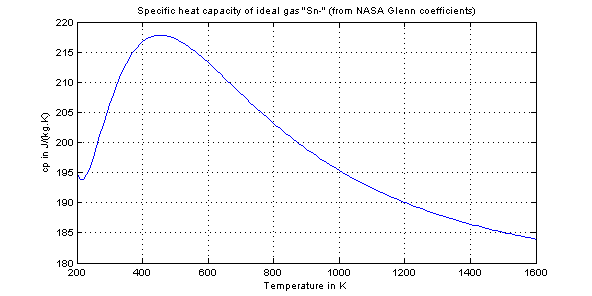 Specific heat capacity of ideal gas "Sn-" (from NASA Glenn coefficients)
220
215
210
205
200
195
190
185
180
cp in J/(kg.K)
200 400 600 800 1000 1200 1400 1600
Temperature in K